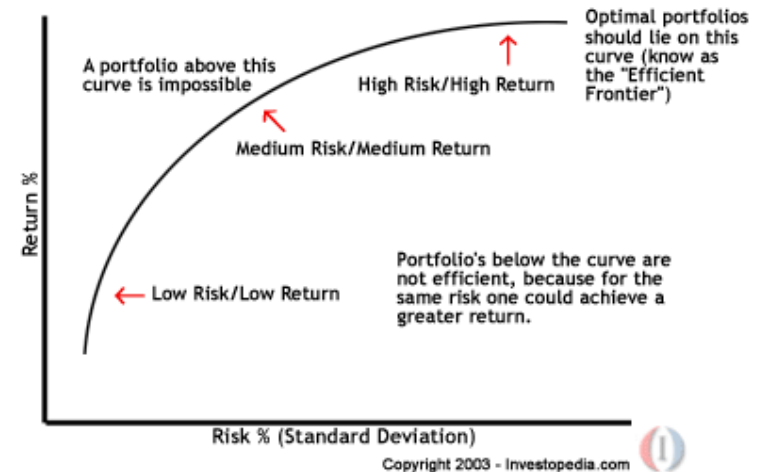 Optimal portfolios
should lie on this
curve (know as
the "Efficient
Frontier")
A portfolio above this
curve is impossible
High Risk/High Return
Medium Risk/Medium Return
Return %
Portfolio's below the curve are
not efficient, because for the
same risk one could achieve a
greater return.
Low Risk/Low Return
Risk % (Standard Deviation)
Copyright 2003 - Investopedia.com